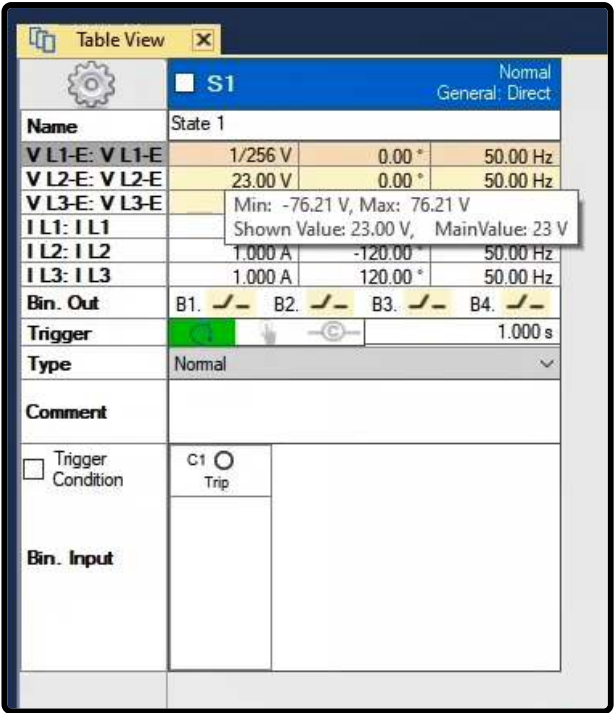 Table View
S1
Normal
General: Direct
Name State 1
V L1-E: V L1-E 1/256 V 0.00 ° 50.00 Hz
V L2-E: V L2-E 23.00 V 0.00 ° 50.00 Hz
V L3-E: V L3-E
Min: -76.21 V, Max: 76.21 V
Shown Value: 23.00 V, MainValue: 23 V
I L1: I L1
I L2: I L2 1.000 A -120.00 ° 50.00 Hz
I L3: I L3 1.000 A 120.00 ° 50.00 Hz
Bin. Out B1. B2. B3. B4.
Trigger C 1.000 s
Type Normal
Comment
Trigger Condition
C1
Trip
Bin. Input